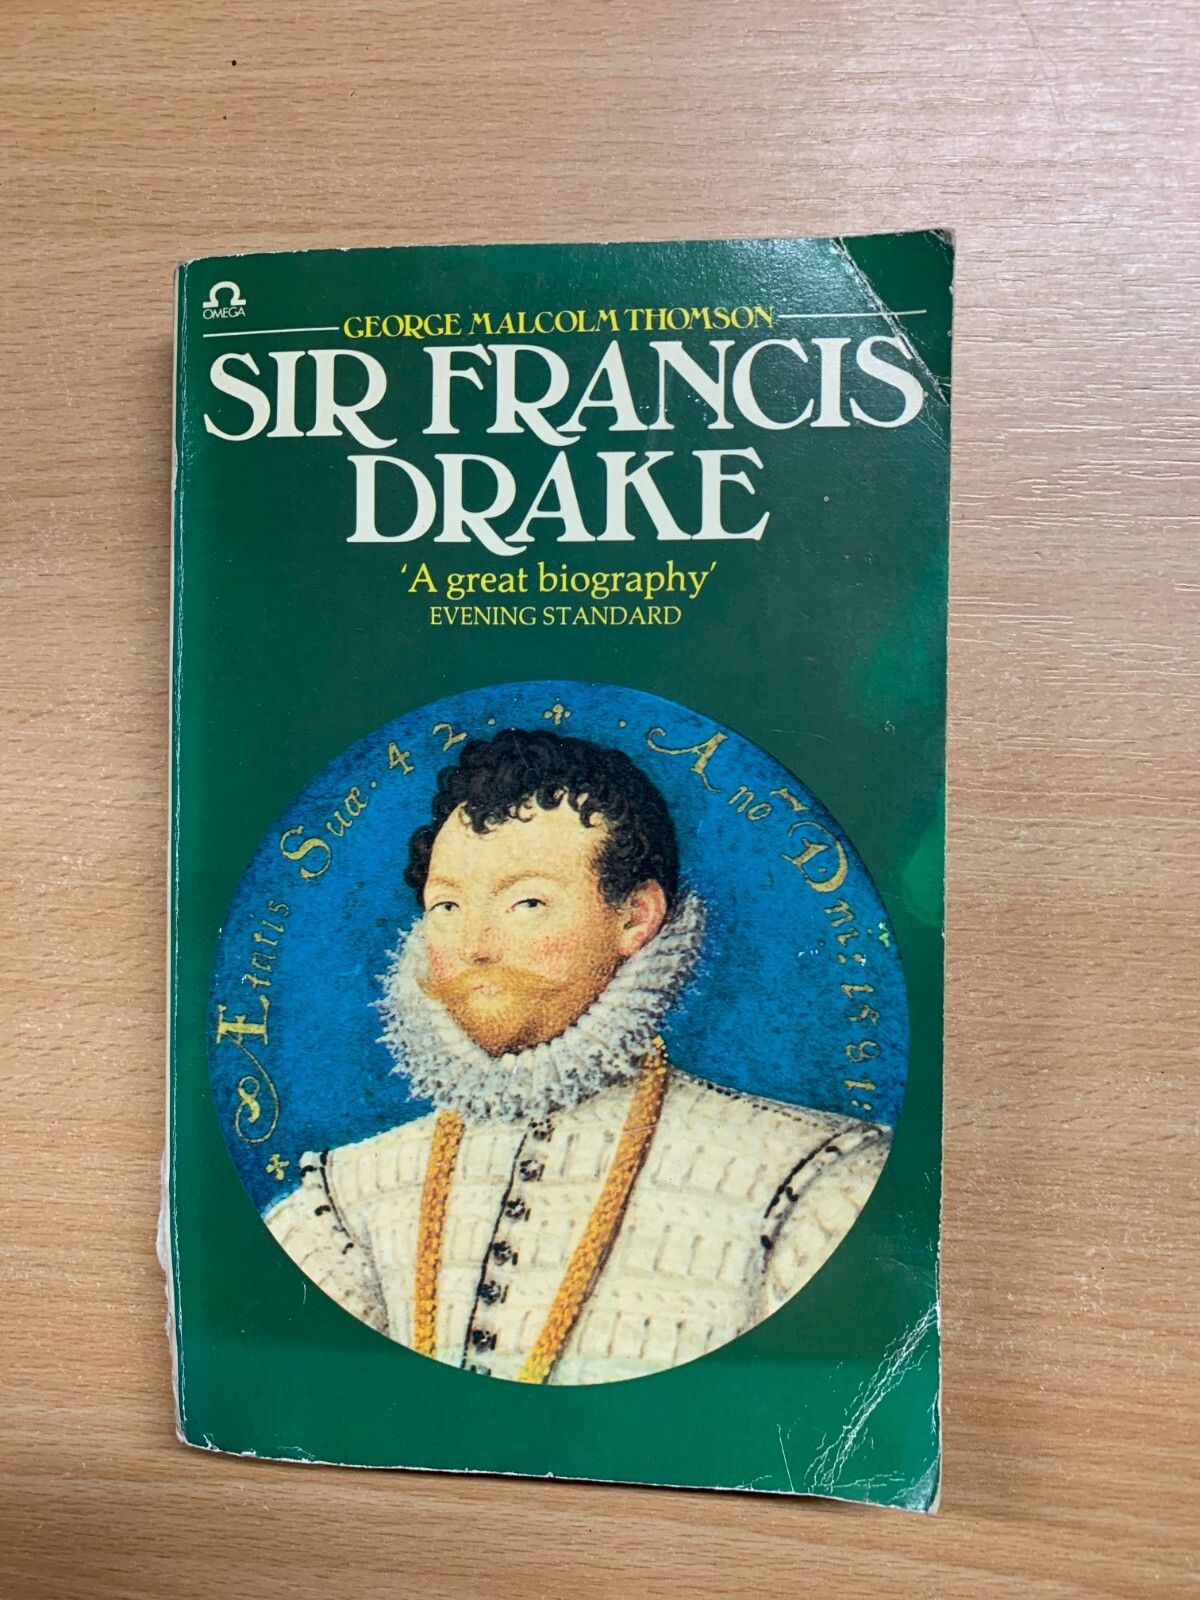 OMEGA
GEORGE MALCOLM THOMSON
SIR FRANCIS
DRAKE
‘A great biography’
EVENING STANDARD
Ætatis Suæ. 42. Ano Dni: 1581: